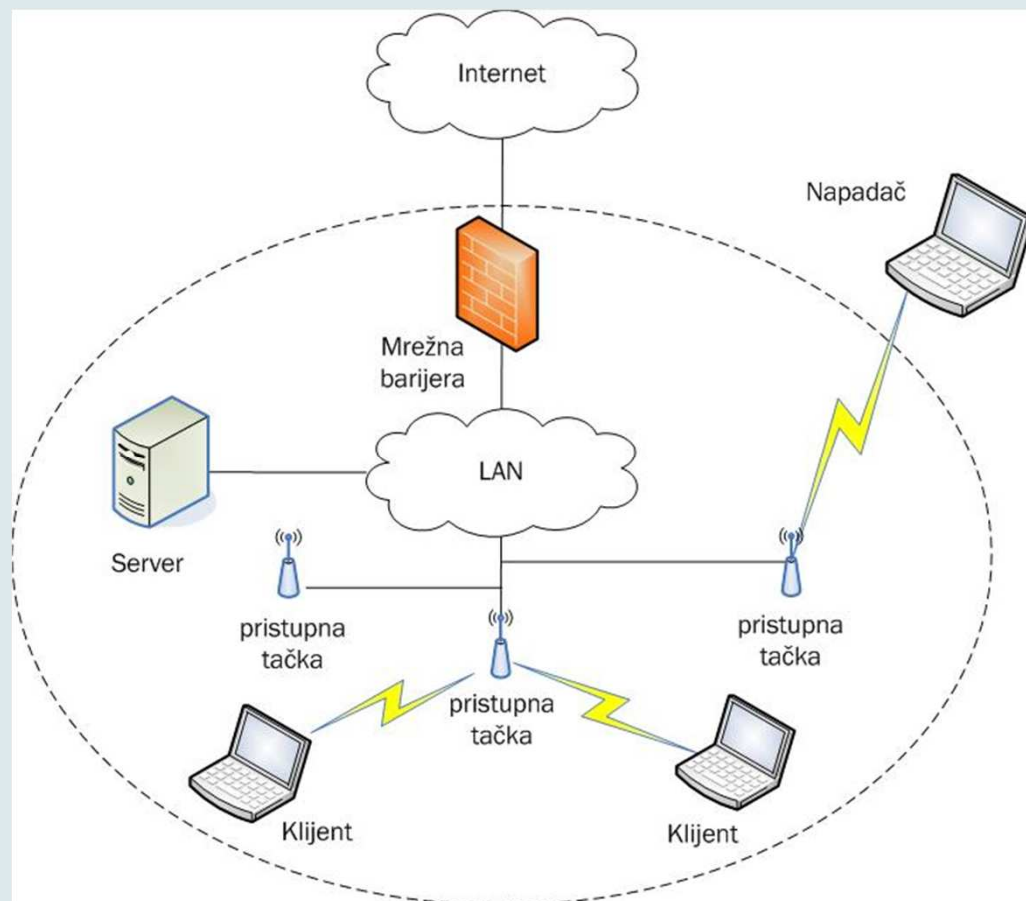 Internet
Napadač
Mrežna
barijera
LAN
Server
pristupna
tačka
pristupna
tačka
pristupna
tačka
Klijent
Klijent